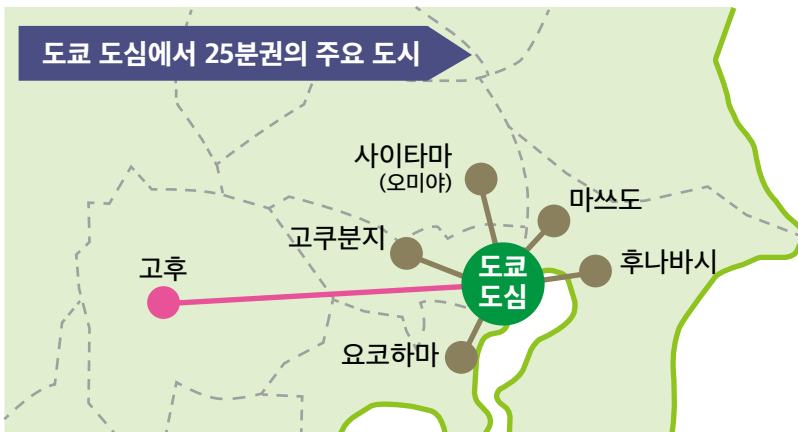 도쿄 도심에서 25분권의 주요 도시
사이타마
(오미야)
마쓰도
고쿠분지
후나바시
고후
도쿄
도심
요코하마